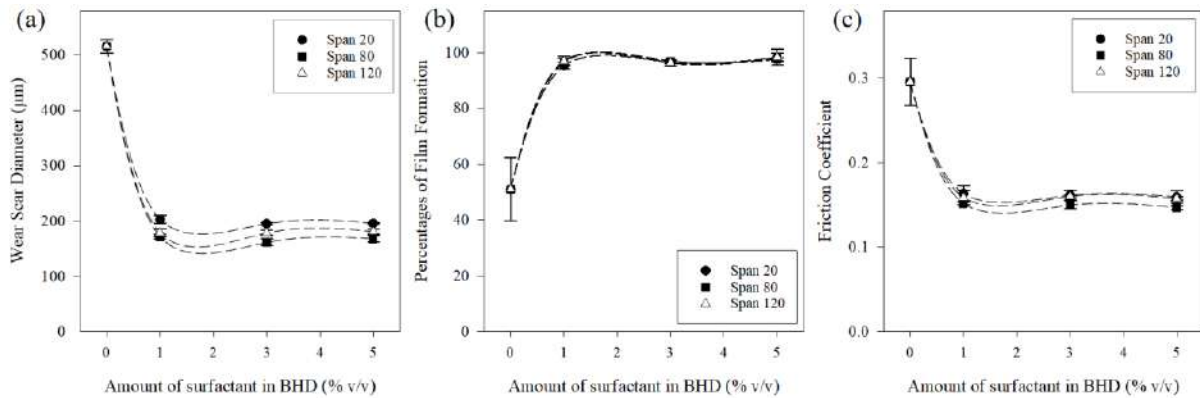 (a)
Wear Scar Diameter (μm)
500
400
300
200
100
0
Span 20
Span 80
Span 120
0 1 2 3 4 5
Amount of surfactant in BHD (% v/v)
(b)
Percentages of Film Formation
100
80
60
40
20
0
Span 20
Span 80
Span 120
0 1 2 3 4 5
Amount of surfactant in BHD (% v/v)
(c)
Friction Coefficient
0.3
0.2
0.1
0.0
Span 20
Span 80
Span 120
0 1 2 3 4 5
Amount of surfactant in BHD (% v/v)